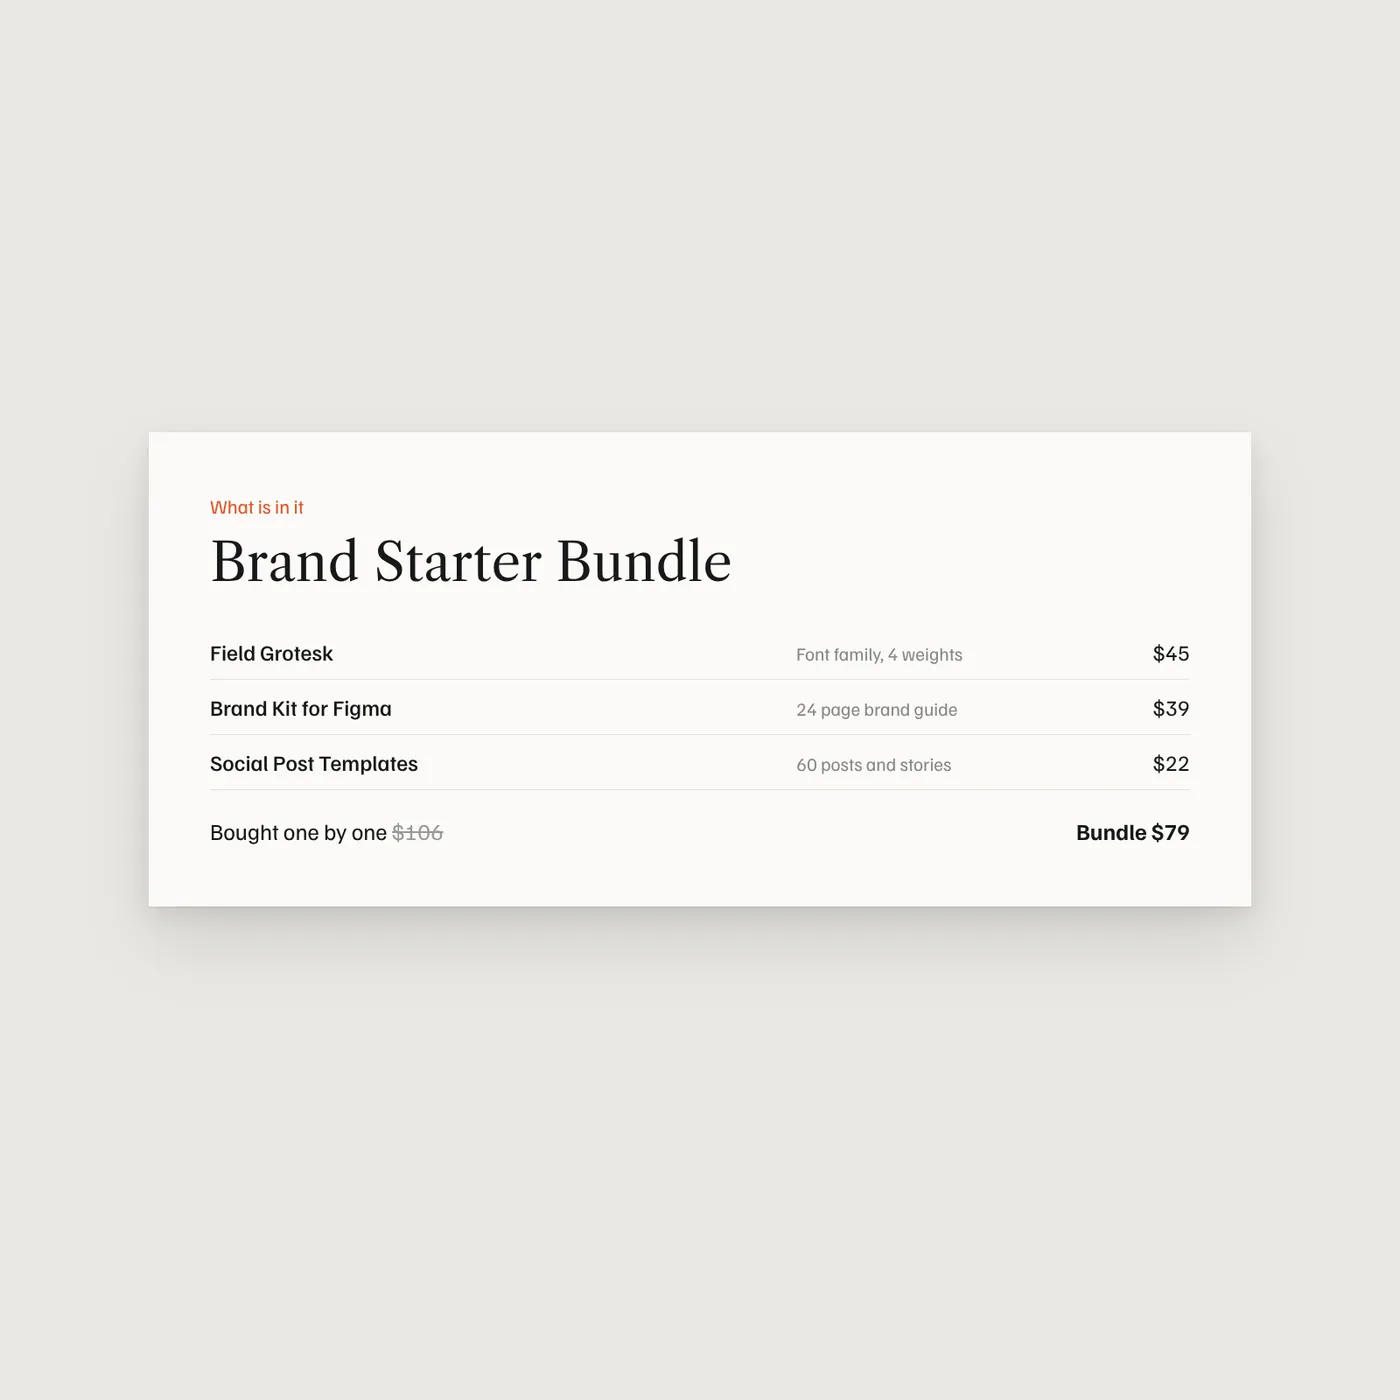 What is in it
Brand Starter Bundle
Field Grotesk Font family, 4 weights $45
Brand Kit for Figma 24 page brand guide $39
Social Post Templates 60 posts and stories $22
Bought one by one $106 Bundle $79